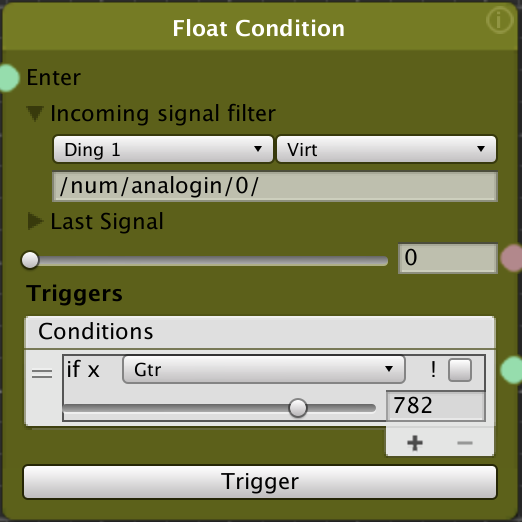 Float Condition
Enter
Incoming signal filter
Ding 1 Virt
/num/analogin/0/
Last Signal
0
Triggers
Conditions
if x Gtr !
782
+ −
Trigger